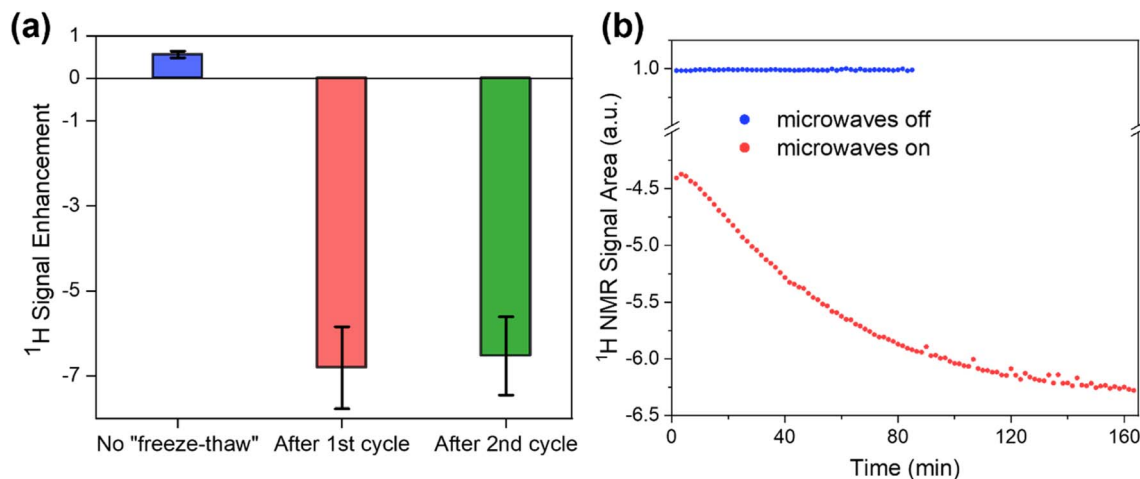 (a)
1
0
-1
-3
-5
-7
¹H Signal Enhancement
No "freeze-thaw"
After 1st cycle
After 2nd cycle
(b)
1.0
-4.5
-5.0
-5.5
-6.0
-6.5
¹H NMR Signal Area (a.u.)
microwaves off
microwaves on
0
40
80
120
160
Time (min)